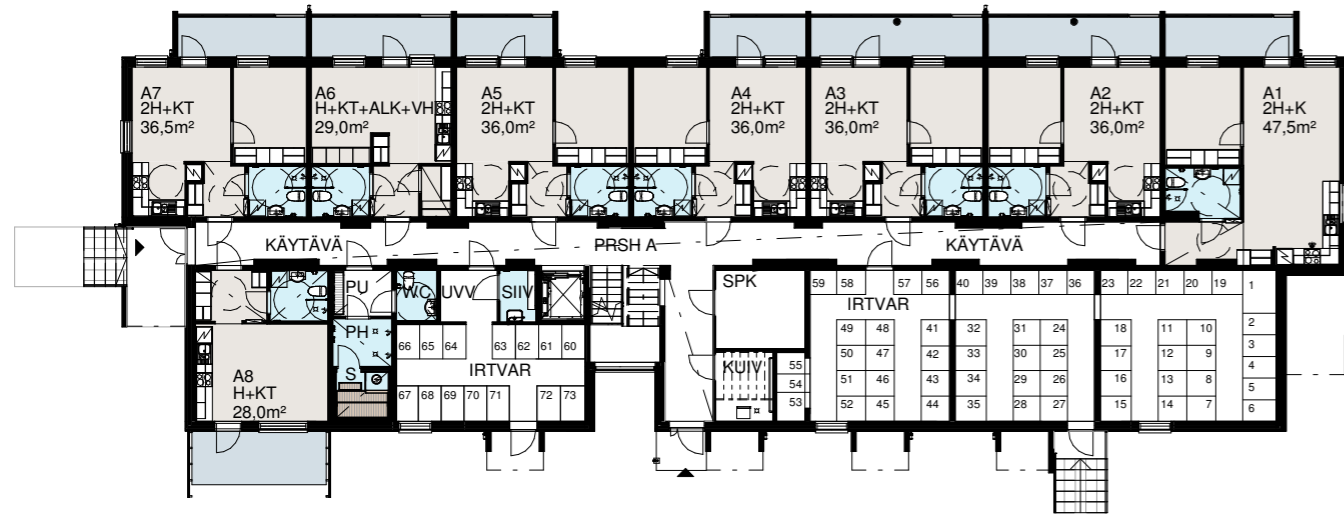 A7
2H+KT
36,5m²
A6
H+KT+ALK+VH
29,0m²
A5
2H+KT
36,0m²
A4
2H+KT
36,0m²
A3
2H+KT
36,0m²
A2
2H+KT
36,0m²
A1
2H+K
47,5m²
KÄYTÄVÄ
PRSH A
KÄYTÄVÄ
PU
WC
UVV
SIIV
SPK
PH
S
KUIV
A8
H+KT
28,0m²
66 65 64 63 62 61 60
IRTVAR
67 68 69 70 71 72 73
55
54
53
59 58 57 56
IRTVAR
49 48 41
50 47 42
51 46 43
52 45 44
40 39 38 37 36
32 31 24
33 30 25
34 29 26
35 28 27
23 22 21 20 19
18 11 10
17 12 9
16 13 8
15 14 7
1
2
3
4
5
6